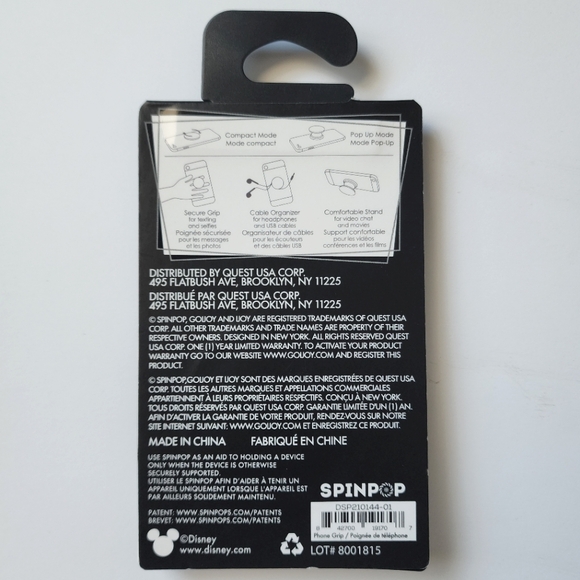 Compact Mode
Mode compact
Pop Up Mode
Mode Pop-Up
Secure Grip
for texting
and selfies
Poignée sécurisée
pour les messages
et les photos
Cable Organizer
for headphones
and USB cables
Organisateur de câbles
pour les écouteurs
et des câbles USB
Comfortable Stand
for video chat
and movies
Support confortable
pour les vidéos
conférences et les films
DISTRIBUTED BY QUEST USA CORP.
495 FLATBUSH AVE, BROOKLYN, NY 11225
DISTRIBUÉ PAR QUEST USA CORP.
495 FLATBUSH AVE, BROOKLYN, NY 11225
© SPINPOP, GOIJOY AND IJOY ARE REGISTERED TRADEMARKS OF QUEST USA
CORP. ALL OTHER TRADEMARKS AND TRADE NAMES ARE PROPERTY OF THEIR
RESPECTIVE OWNERS. DESIGNED IN NEW YORK. ALL RIGHTS RESERVED QUEST
USA CORP. ONE (1) YEAR LIMITED WARRANTY. TO ACTIVATE YOUR PRODUCT
WARRANTY GO TO OUR WEBSITE WWW.GOIJOY.COM AND REGISTER THIS
PRODUCT.
© SPINPOP,GOIJOY ET IJOY SONT DES MARQUES ENREGISTRÉES DE QUEST USA
CORP. TOUTES LES AUTRES MARQUES ET APPELLATIONS COMMERCIALES
APPARTIENNENT À LEURS PROPRIÉTAIRES RESPECTIFS. CONÇU À NEW YORK.
TOUS DROITS RÉSERVÉS PAR QUEST USA CORP. GARANTIE LIMITÉE D'UN (1) AN.
AFIN D'ACTIVER LA GARANTIE DE VOTRE PRODUIT, RENDEZ-VOUS SUR NOTRE
SITE INTERNET SUIVANT: WWW.GOIJOY.COM ET ENREGISTREZ CE PRODUIT.
MADE IN CHINA FABRIQUÉ EN CHINE
USE SPINPOP AS AN AID TO HOLDING A DEVICE
ONLY WHEN THE DEVICE IS OTHERWISE
SECURELY SUPPORTED.
UTILISER LE SPINPOP AFIN D'AIDER À TENIR UN
APPAREIL UNIQUEMENT LORSQUE L'APPAREIL EST
PAR AILLEURS SOLIDEMENT MAINTENU.
PATENT: WWW.SPINPOPS.COM/PATENTS
BREVET: WWW.SPINPOPS.COM/PATENTS
©Disney
www.disney.com
SPINPOP
DSP210144-01
8 42700 19170 7
Phone Grip / Poignée de téléphone
LOT# 8001815